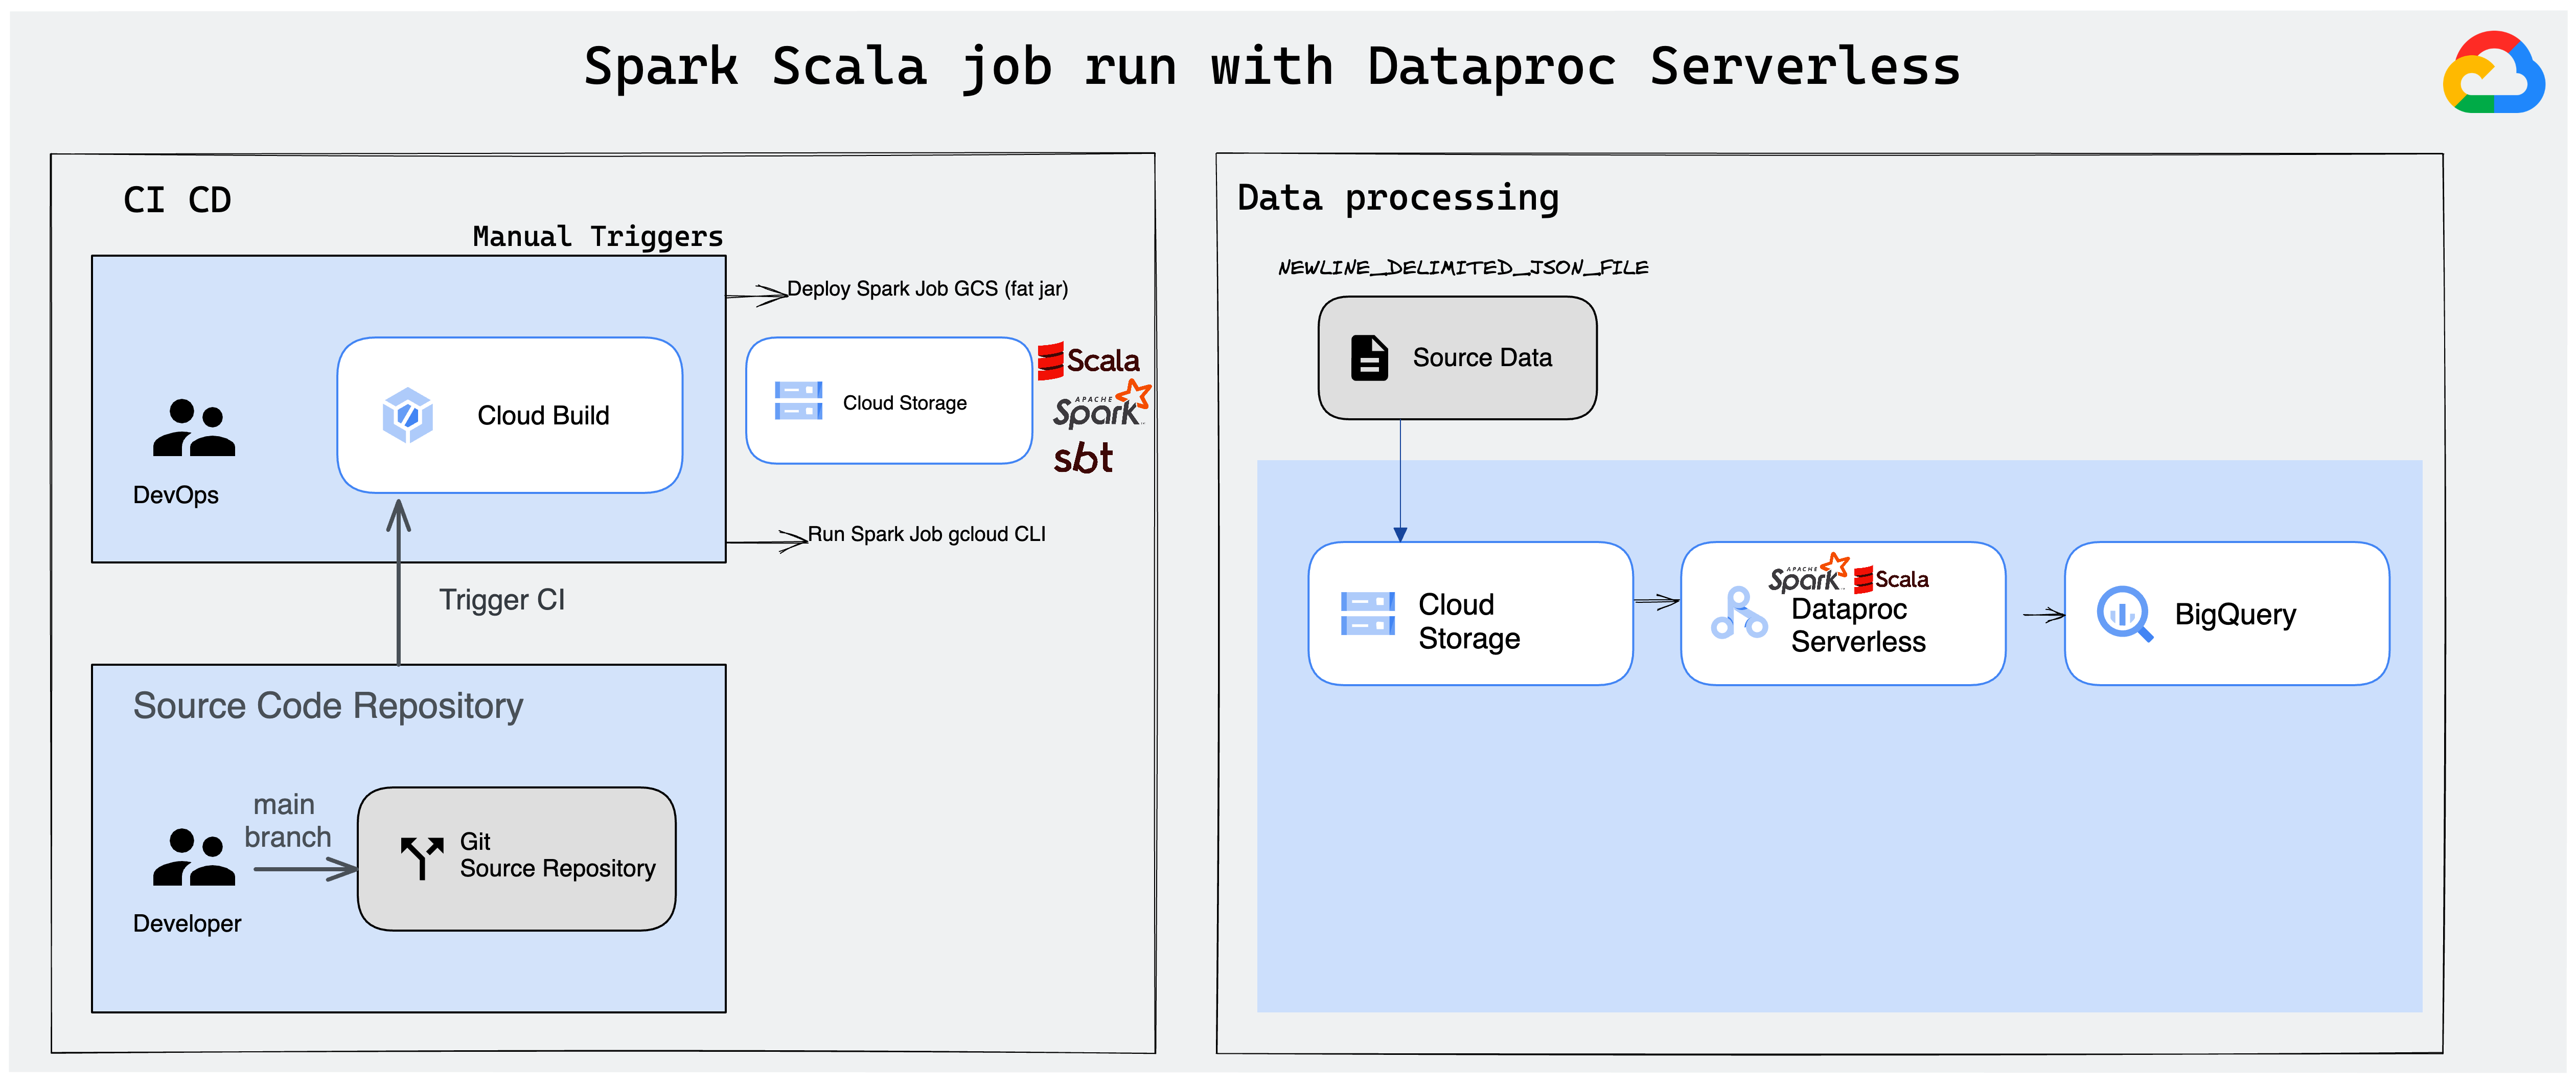 Spark Scala job run with Dataproc Serverless
CI CD
Manual Triggers
Deploy Spark Job GCS (fat jar)
Cloud Build
Cloud Storage
Scala
APACHE
Spark
sbt
DevOps
Run Spark Job gcloud CLI
Trigger CI
Source Code Repository
main
branch
Git
Source Repository
Developer
Data processing
NEWLINE_DELIMITED_JSON_FILE
Source Data
Cloud
Storage
APACHE
Spark
Scala
Dataproc
Serverless
BigQuery